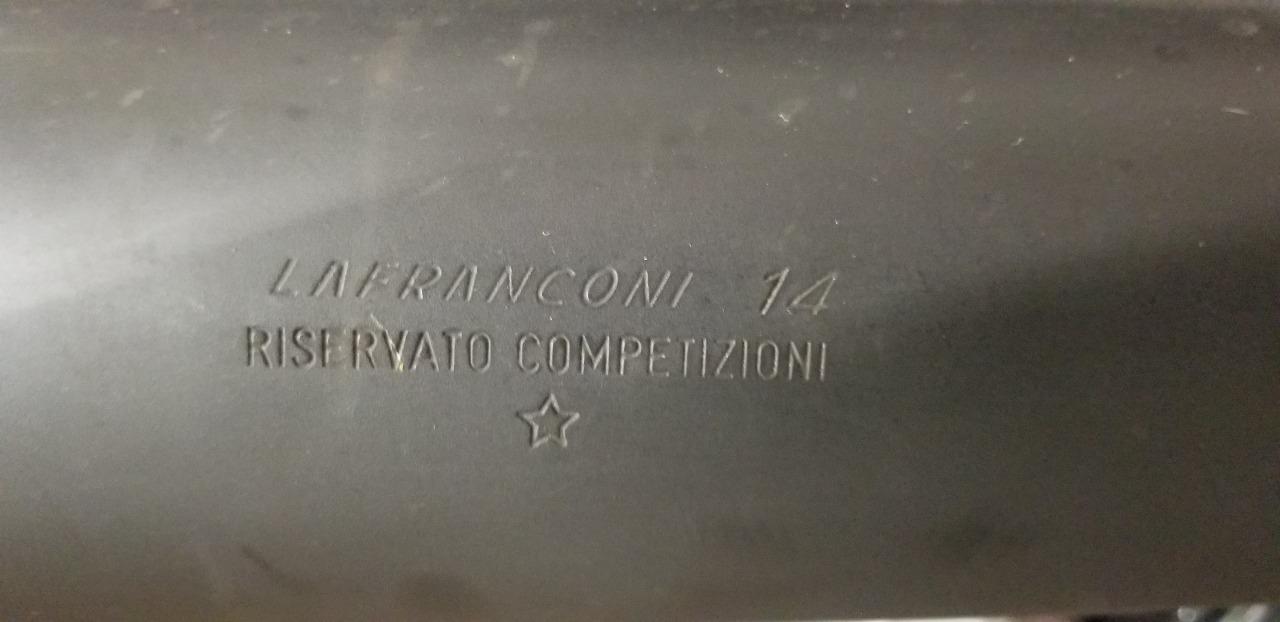 LAFRANCONI 14
RISERVATO COMPETIZIONI